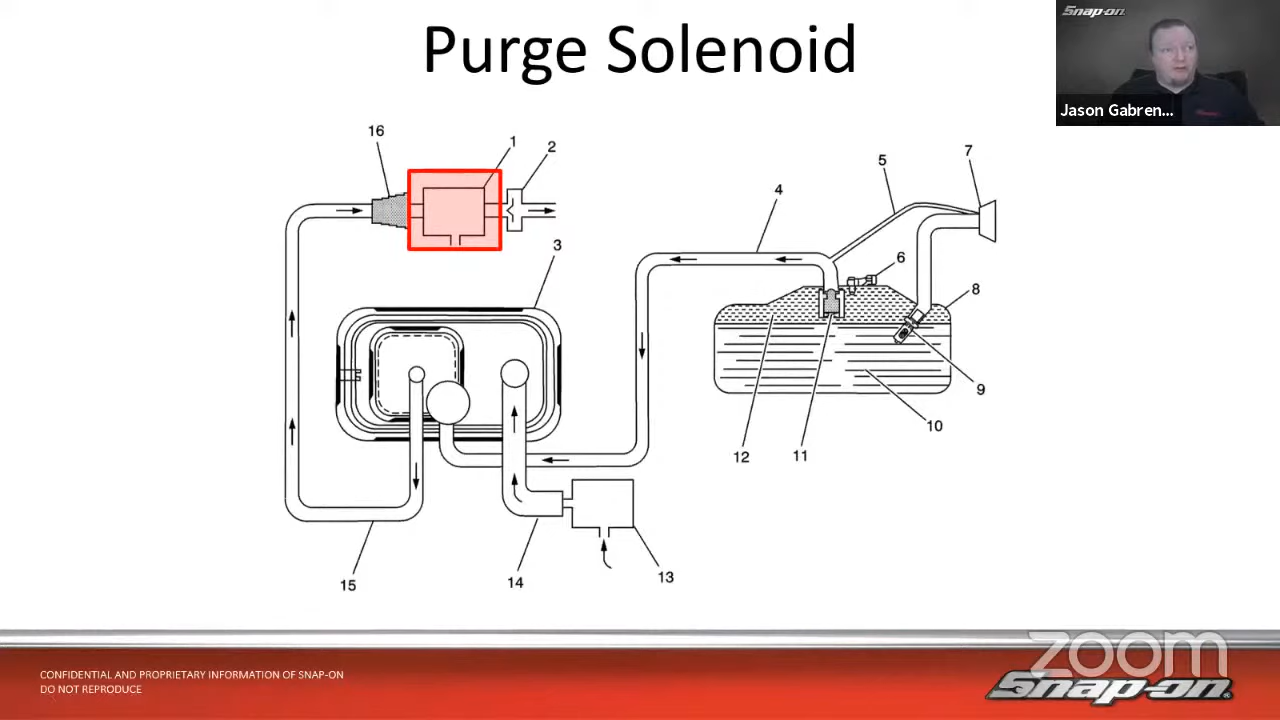 Purge Solenoid
Snap-on
Jason Gabren...
16
1
2
7
5
4
3
6
8
9
10
12
11
13
14
15
CONFIDENTIAL AND PROPRIETARY INFORMATION OF SNAP-ON
DO NOT REPRODUCE
zoom
Snap-on